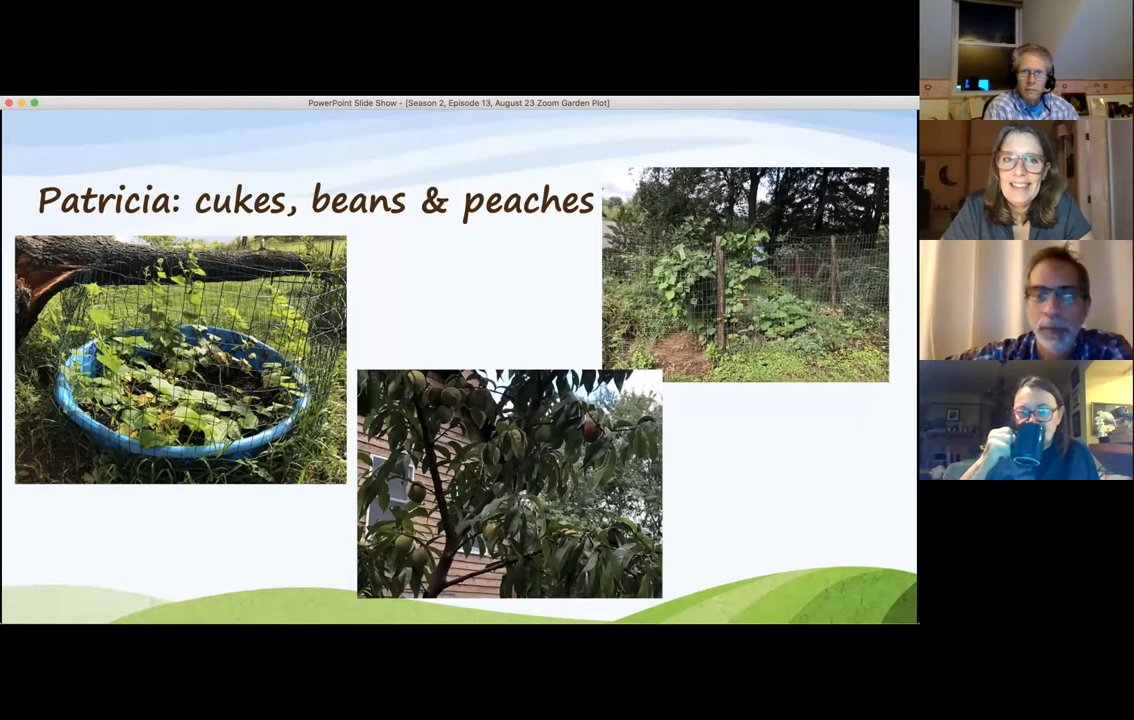 PowerPoint Slide Show - [Season 2, Episode 13, August 23 Zoom Garden Plot]
Patricia: cukes, beans & peaches